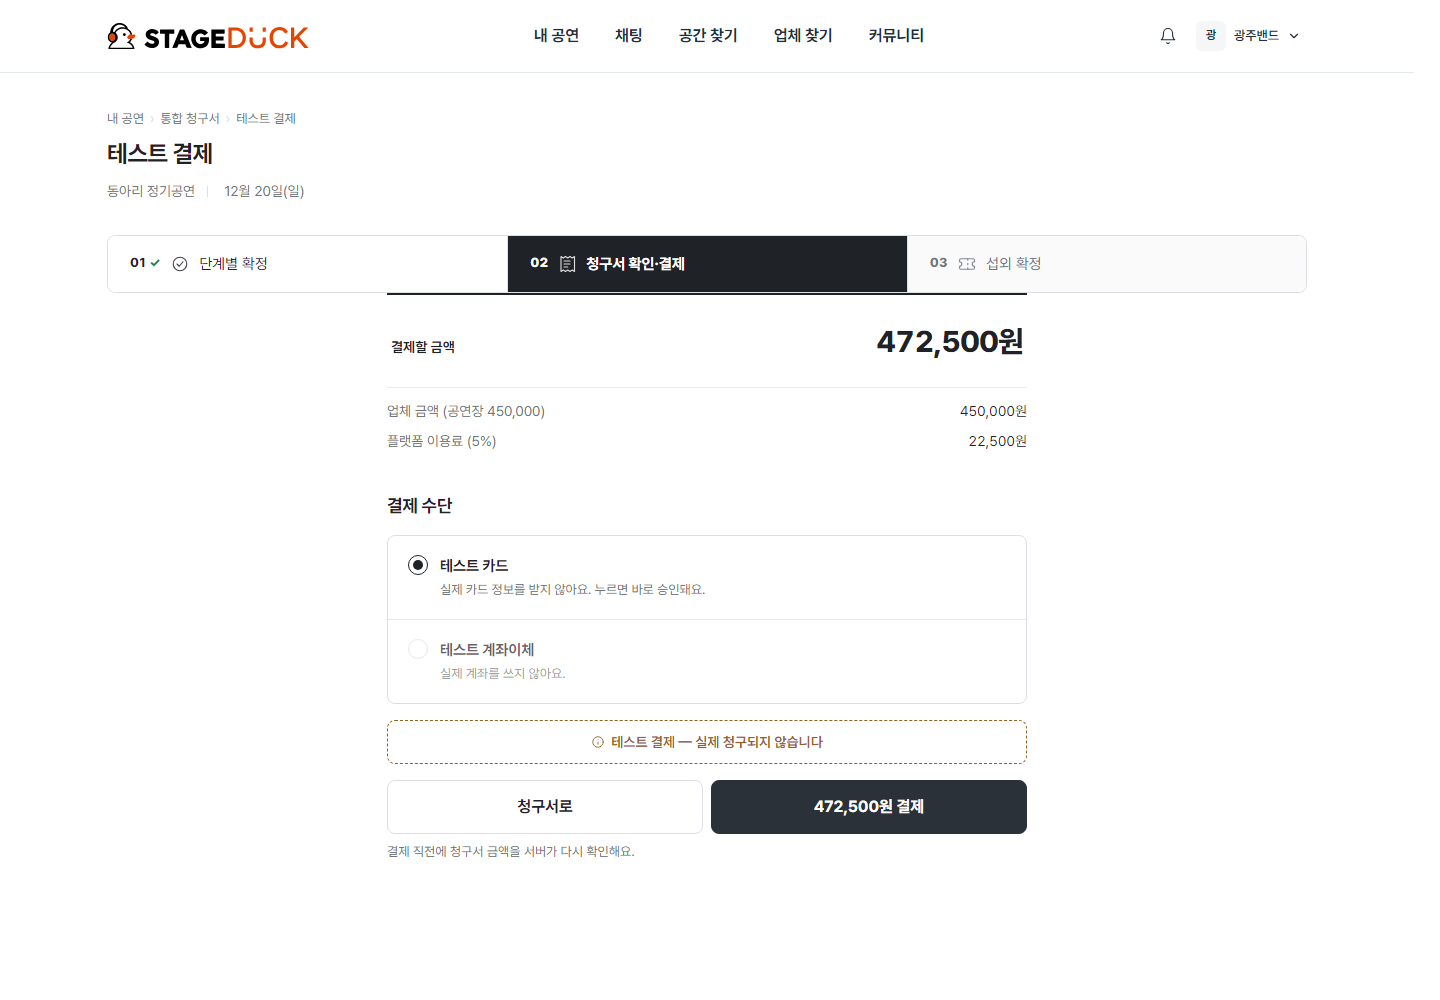 STAGEDUCK
내 공연 채팅 공간 찾기 업체 찾기 커뮤니티
광 광주밴드
내 공연 › 통합 청구서 › 테스트 결제
테스트 결제
동아리 정기공연 | 12월 20일(일)
01 단계별 확정
02 청구서 확인·결제
03 섭외 확정
결제할 금액 472,500원
업체 금액 (공연장 450,000) 450,000원
플랫폼 이용료 (5%) 22,500원
결제 수단
테스트 카드
실제 카드 정보를 받지 않아요. 누르면 바로 승인돼요.
테스트 계좌이체
실제 계좌를 쓰지 않아요.
테스트 결제 — 실제 청구되지 않습니다
청구서로
472,500원 결제
결제 직전에 청구서 금액을 서버가 다시 확인해요.